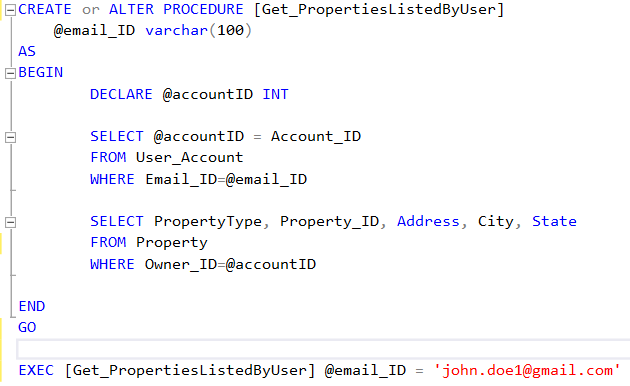 CREATE or ALTER PROCEDURE [Get_PropertiesListedByUser]
@email_ID varchar(100)
AS
BEGIN
DECLARE @accountID INT
SELECT @accountID = Account_ID
FROM User_Account
WHERE Email_ID=@email_ID
SELECT PropertyType, Property_ID, Address, City, State
FROM Property
WHERE Owner_ID=@accountID
END
GO
EXEC [Get_PropertiesListedByUser] @email_ID = 'john.doe1@gmail.com'